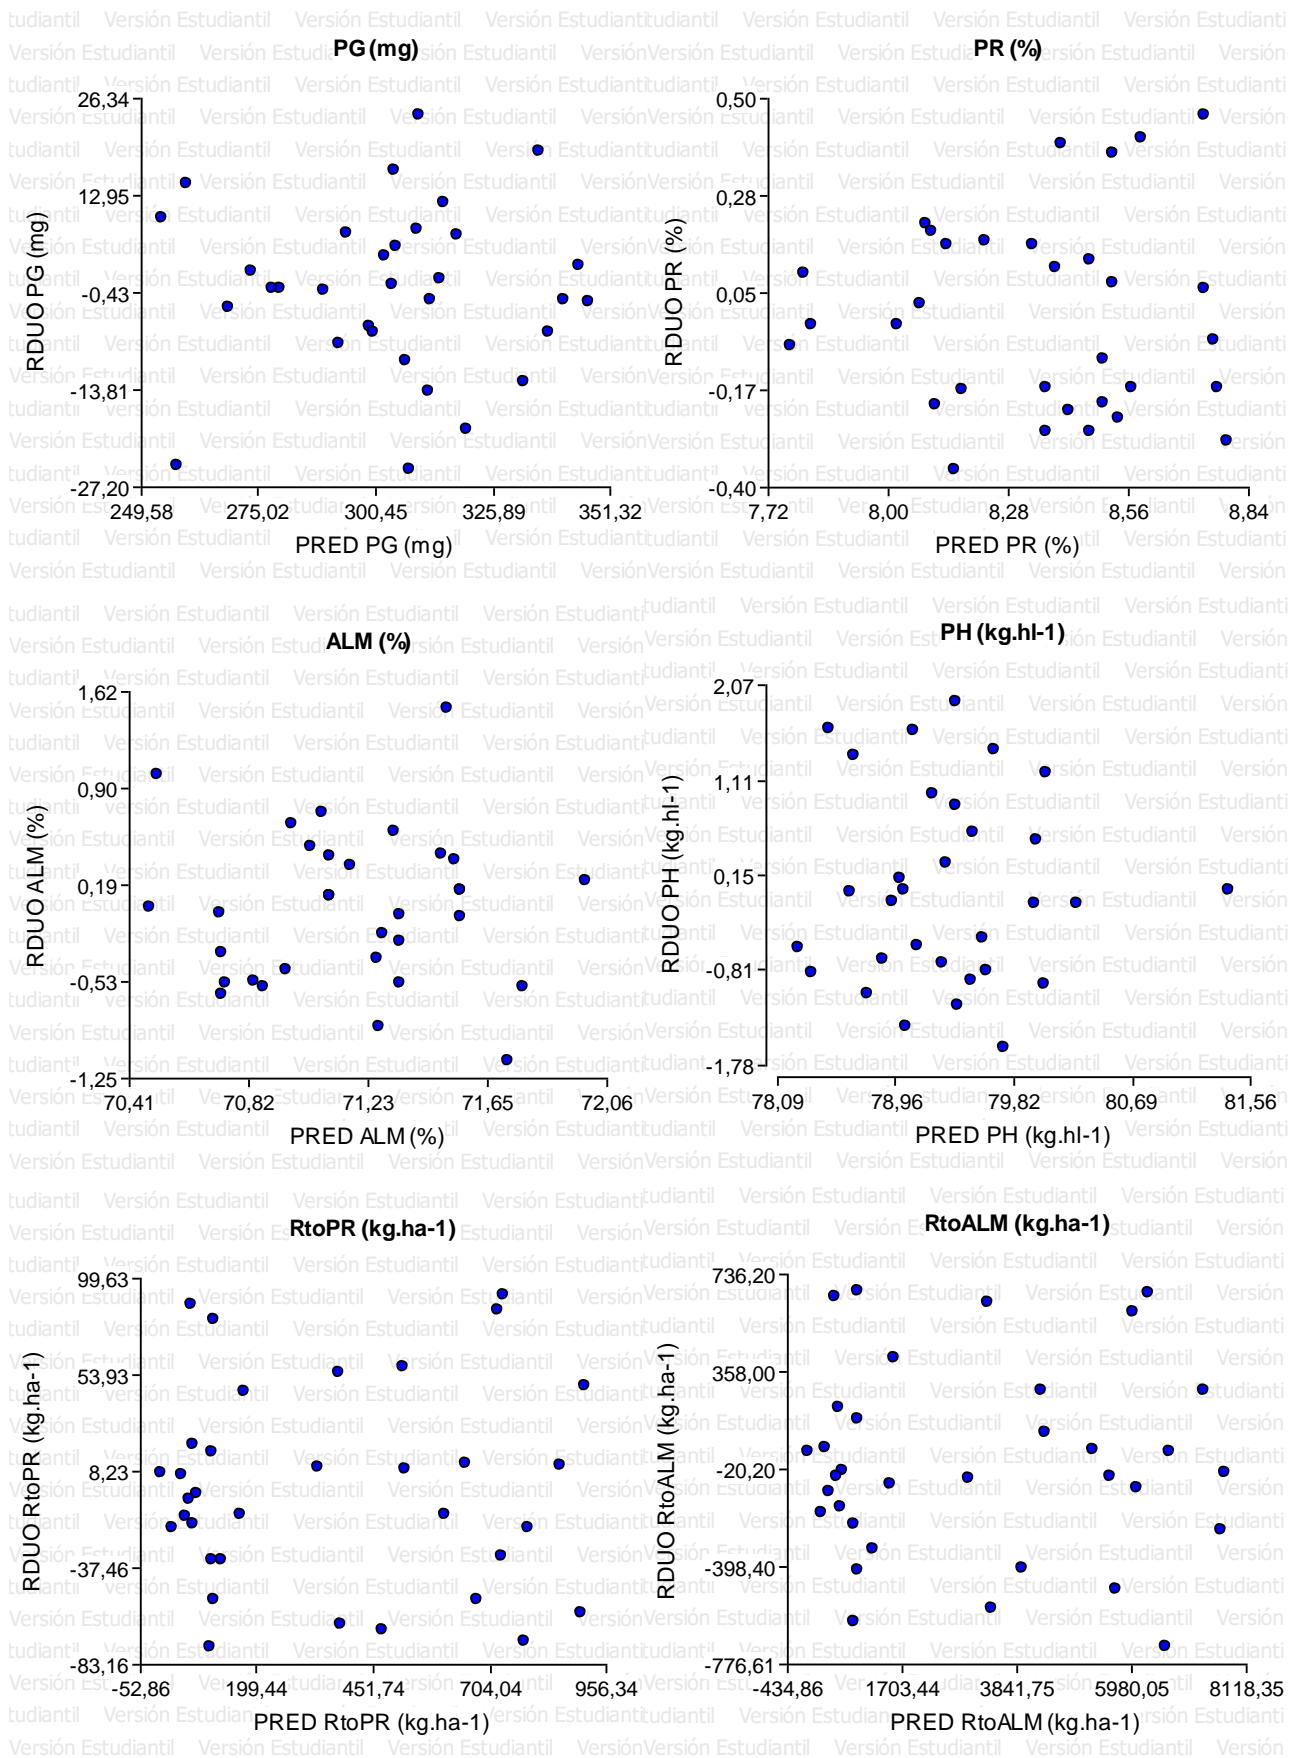 PG (mg)
26,34
12,95
-0,43
-13,81
-27,20
249,58 275,02 300,45 325,89 351,32
PRED PG (mg)
RDUO PG (mg)
PR (%)
0,50
0,28
0,05
-0,17
-0,40
7,72 8,00 8,28 8,56 8,84
PRED PR (%)
RDUO PR (%)
ALM (%)
1,62
0,90
0,19
-0,53
-1,25
70,41 70,82 71,23 71,65 72,06
PRED ALM (%)
RDUO ALM (%)
PH (kg.hl-1)
2,07
1,11
0,15
-0,81
-1,78
78,09 78,96 79,82 80,69 81,56
PRED PH (kg.hl-1)
RDUO PH (kg.hl-1)
RtoPR (kg.ha-1)
99,63
53,93
8,23
-37,46
-83,16
-52,86 199,44 451,74 704,04 956,34
PRED RtoPR (kg.ha-1)
RDUO RtoPR (kg.ha-1)
RtoALM (kg.ha-1)
736,20
358,00
-20,20
-398,40
-776,61
-434,86 1703,44 3841,75 5980,05 8118,35
PRED RtoALM (kg.ha-1)
RDUO RtoALM (kg.ha-1)
Versión Estudiantil